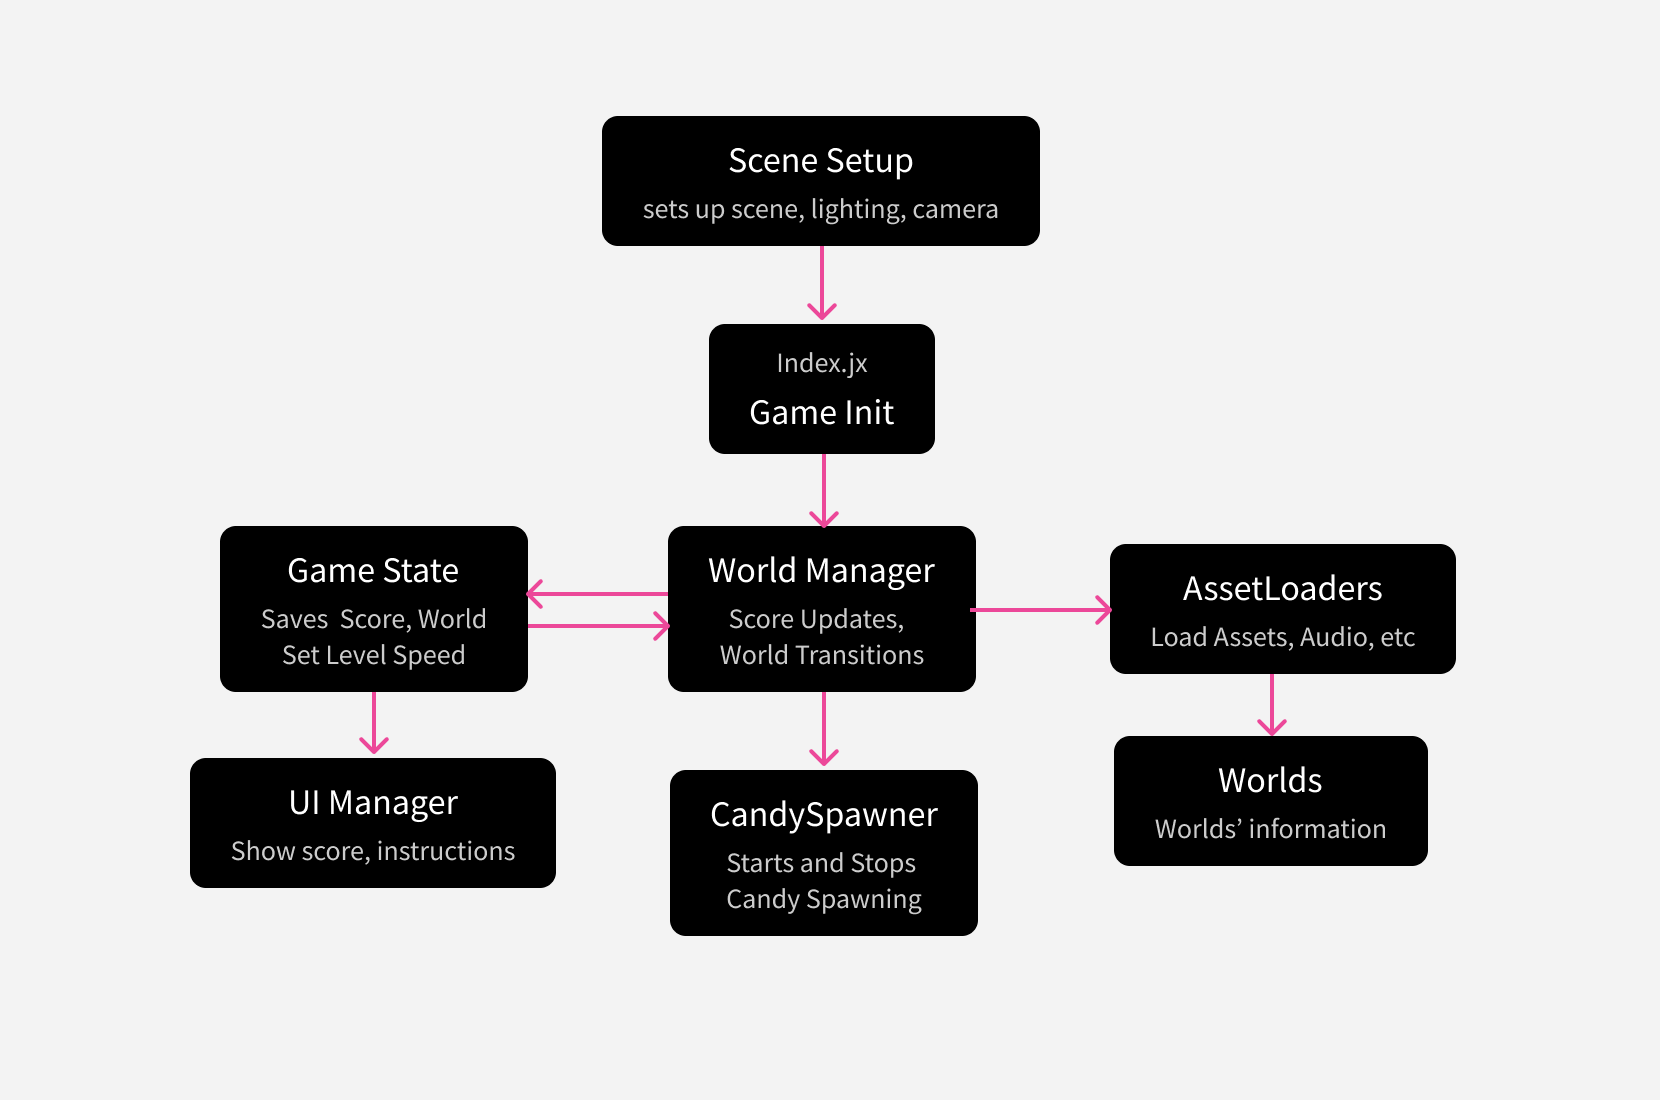 Scene Setup
sets up scene, lighting, camera
Index.jx
Game Init
Game State
Saves  Score, World
Set Level Speed
World Manager
Score Updates,
World Transitions
AssetLoaders
Load Assets, Audio, etc
UI Manager
Show score, instructions
CandySpawner
Starts and Stops
Candy Spawning
Worlds
Worlds’ information